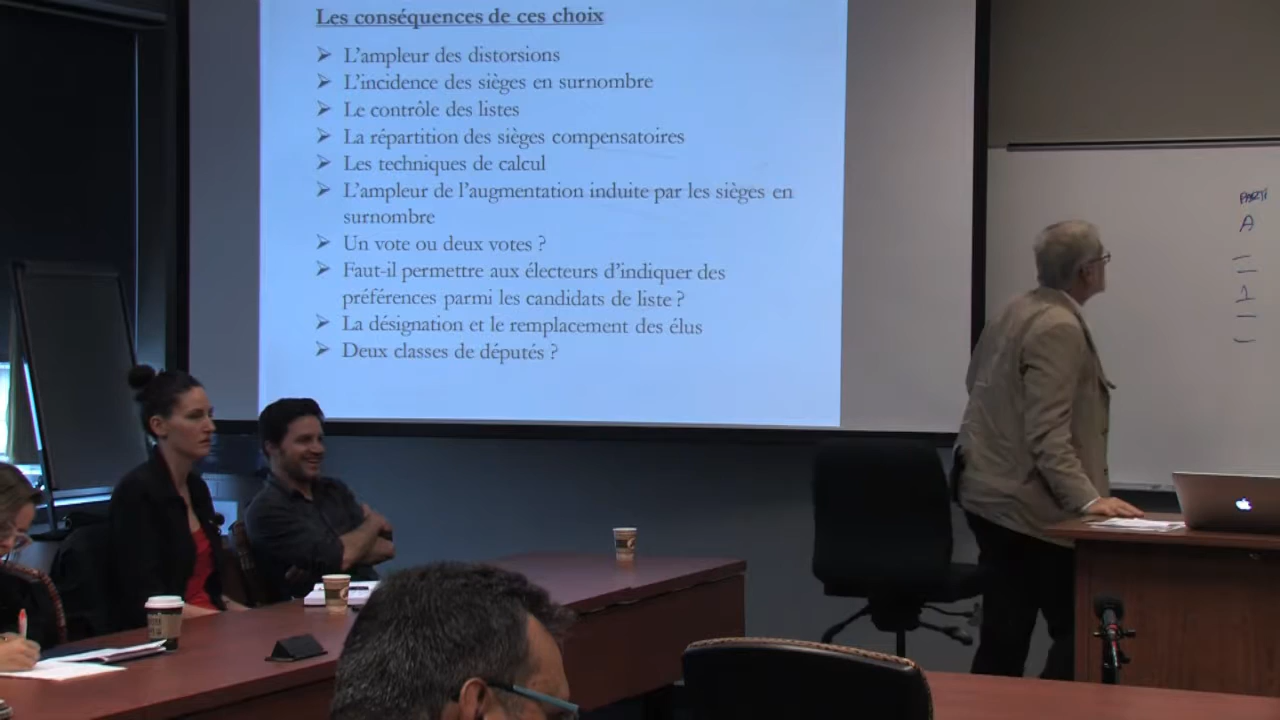 Les conséquences de ces choix
➢ L'ampleur des distorsions
➢ L'incidence des sièges en surnombre
➢ Le contrôle des listes
➢ La répartition des sièges compensatoires
➢ Les techniques de calcul
➢ L'ampleur de l'augmentation induite par les sièges en
surnombre
➢ Un vote ou deux votes ?
➢ Faut-il permettre aux électeurs d'indiquer des
préférences parmi les candidats de liste ?
➢ La désignation et le remplacement des élus
➢ Deux classes de députés ?
PARTI
A
—
1
—
—